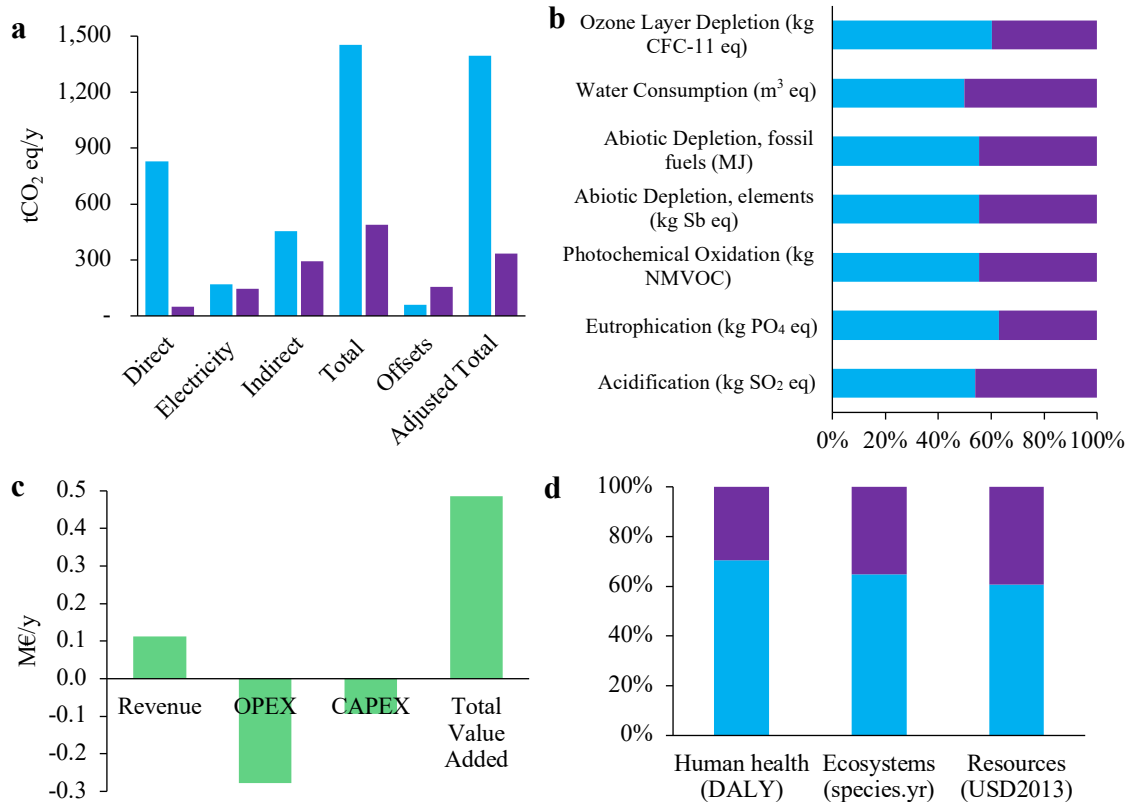 a
1,500
1,200
900
600
300
-
tCO2 eq/y
Direct
Electricity
Indirect
Total
Offsets
Adjusted Total
b
Ozone Layer Depletion (kg
CFC-11 eq)
Water Consumption (m³ eq)
Abiotic Depletion, fossil
fuels (MJ)
Abiotic Depletion, elements
(kg Sb eq)
Photochemical Oxidation (kg
NMVOC)
Eutrophication (kg PO4 eq)
Acidification (kg SO2 eq)
0% 20% 40% 60% 80% 100%
c
0.5
0.4
0.3
0.2
0.1
0.0
-0.1
-0.2
-0.3
M€/y
Revenue
OPEX
CAPEX
Total
Value
Added
d
100%
80%
60%
40%
20%
0%
Human health
(DALY)
Ecosystems
(species.yr)
Resources
(USD2013)